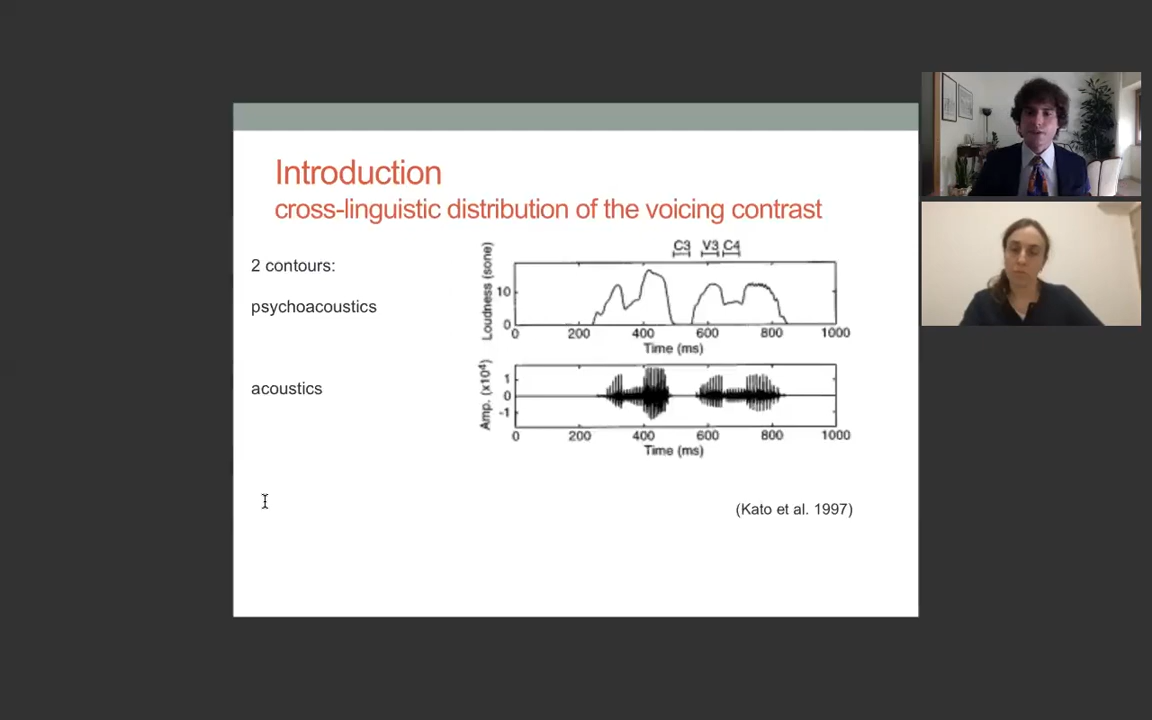 Introduction
cross-linguistic distribution of the voicing contrast
2 contours:
psychoacoustics
acoustics
C3 V3 C4
Loudness (sone)
10
0
0 200 400 600 800 1000
Time (ms)
Amp. (x10⁴)
1
0
-1
0 200 400 600 800 1000
Time (ms)
(Kato et al. 1997)